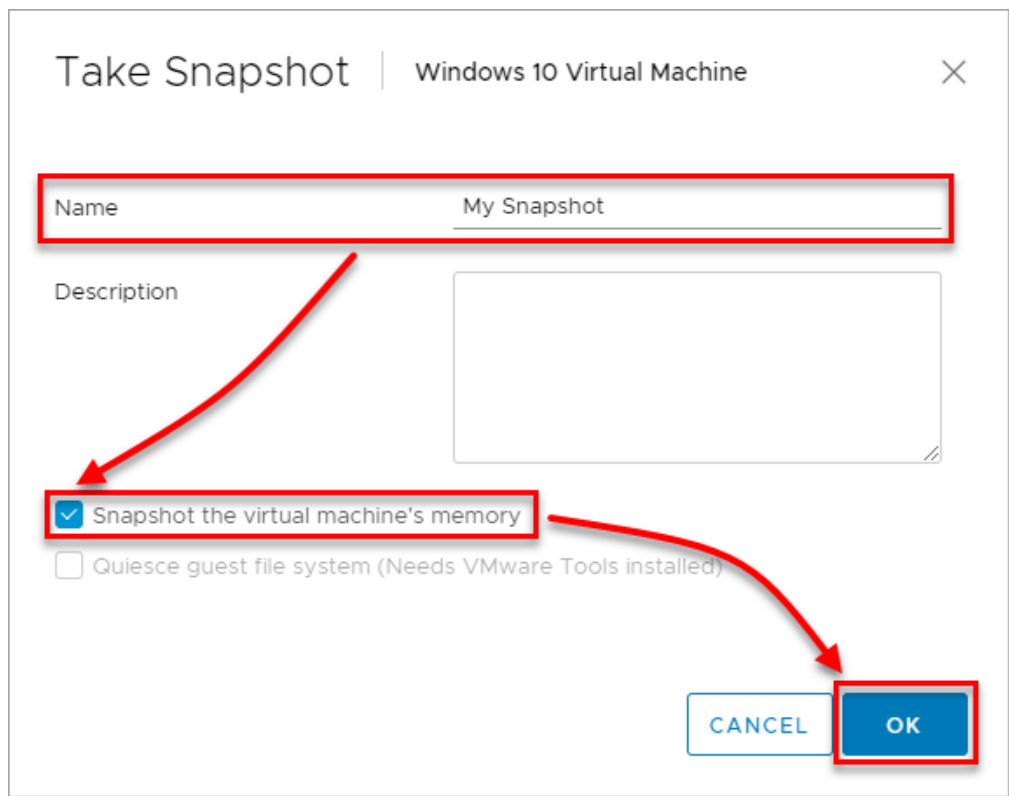 Take Snapshot Windows 10 Virtual Machine
Name My Snapshot
Description
Snapshot the virtual machine's memory
Quiesce guest file system (Needs VMware Tools installed)
CANCEL OK